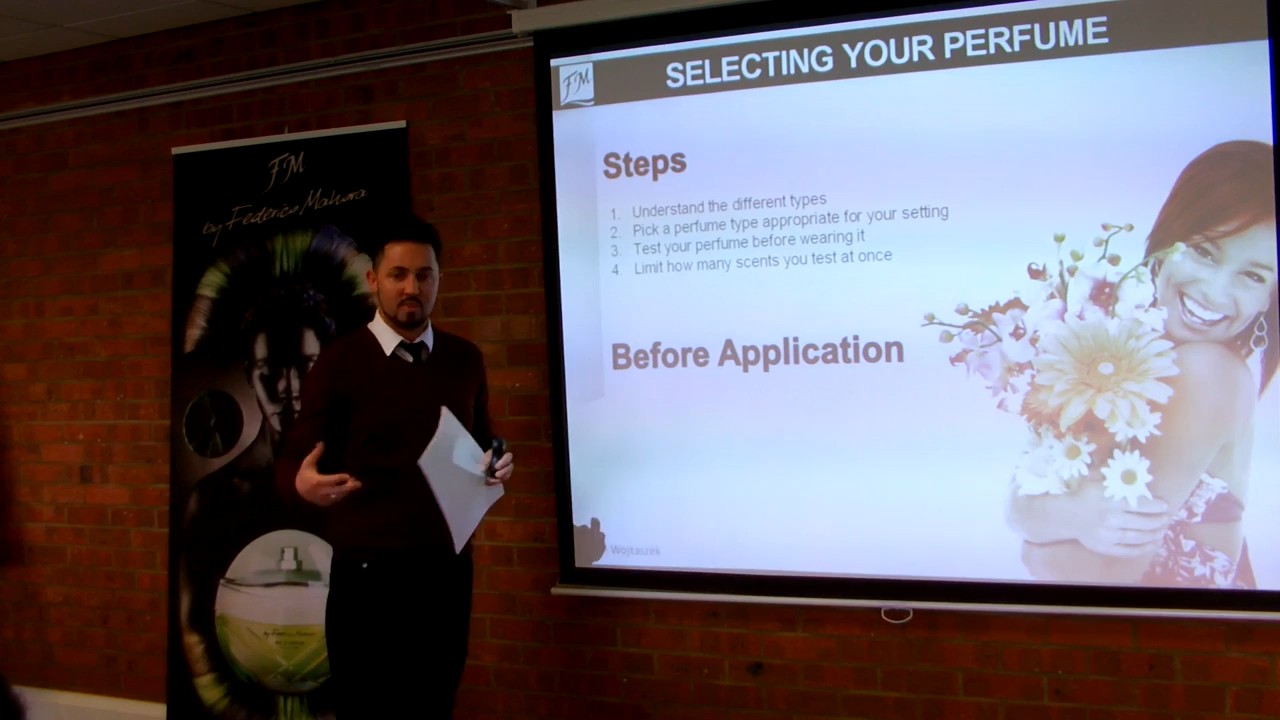 SELECTING YOUR PERFUME
FM
Steps
1. Understand the different types
2. Pick a perfume type appropriate for your setting
3. Test your perfume before wearing it
4. Limit how many scents you test at once
Before Application
Wojtaszek
FM
by Federico Mahora